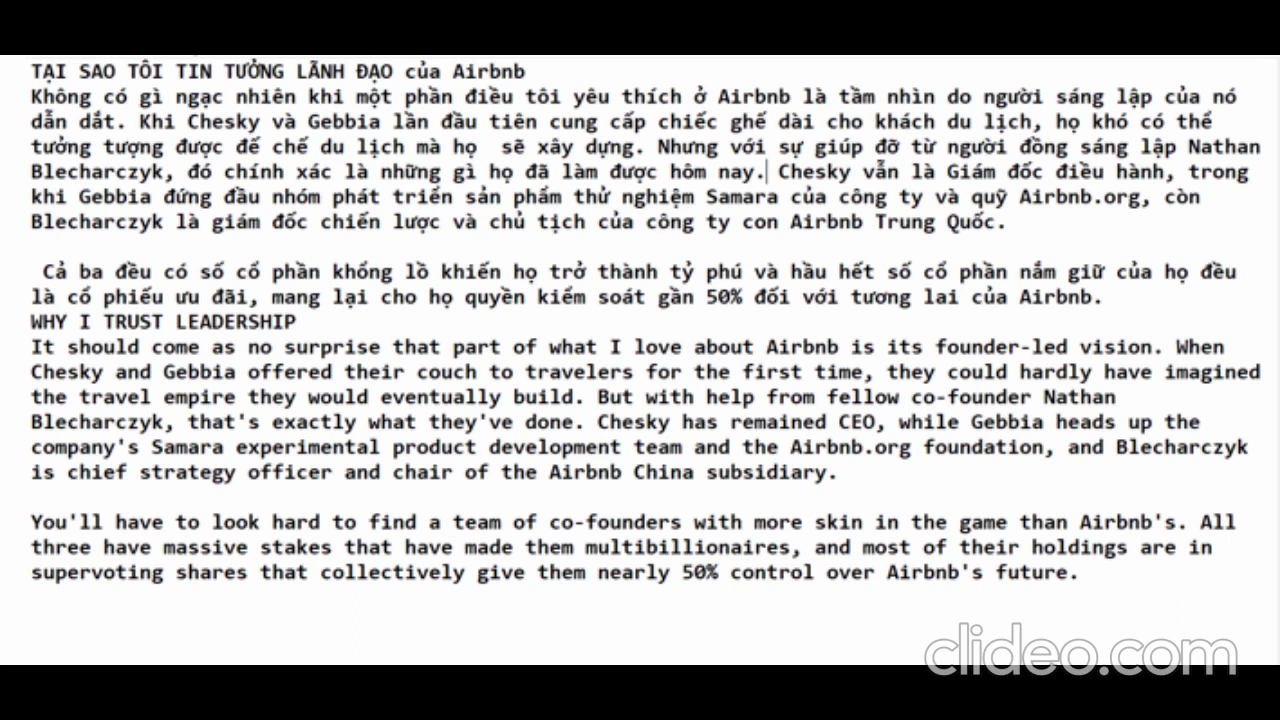 TẠI SAO TÔI TIN TƯỞNG LÃNH ĐẠO của Airbnb
Không có gì ngạc nhiên khi một phần điều tôi yêu thích ở Airbnb là tầm nhìn do người sáng lập của nó
dẫn dắt. Khi Chesky và Gebbia lần đầu tiên cung cấp chiếc ghế dài cho khách du lịch, họ khó có thể
tưởng tượng được đế chế du lịch mà họ  sẽ xây dựng. Nhưng với sự giúp đỡ từ người đồng sáng lập Nathan
Blecharczyk, đó chính xác là những gì họ đã làm được hôm nay. Chesky vẫn là Giám đốc điều hành, trong
khi Gebbia đứng đầu nhóm phát triển sản phẩm thử nghiệm Samara của công ty và quỹ Airbnb.org, còn
Blecharczyk là giám đốc chiến lược và chủ tịch của công ty con Airbnb Trung Quốc.
Cả ba đều có số cổ phần khổng lồ khiến họ trở thành tỷ phú và hầu hết số cổ phần nắm giữ của họ đều
là cổ phiếu ưu đãi, mang lại cho họ quyền kiểm soát gần 50% đối với tương lai của Airbnb.
WHY I TRUST LEADERSHIP
It should come as no surprise that part of what I love about Airbnb is its founder-led vision. When
Chesky and Gebbia offered their couch to travelers for the first time, they could hardly have imagined
the travel empire they would eventually build. But with help from fellow co-founder Nathan
Blecharczyk, that's exactly what they've done. Chesky has remained CEO, while Gebbia heads up the
company's Samara experimental product development team and the Airbnb.org foundation, and Blecharczyk
is chief strategy officer and chair of the Airbnb China subsidiary.
You'll have to look hard to find a team of co-founders with more skin in the game than Airbnb's. All
three have massive stakes that have made them multibillionaires, and most of their holdings are in
supervoting shares that collectively give them nearly 50% control over Airbnb's future.
clideo.com